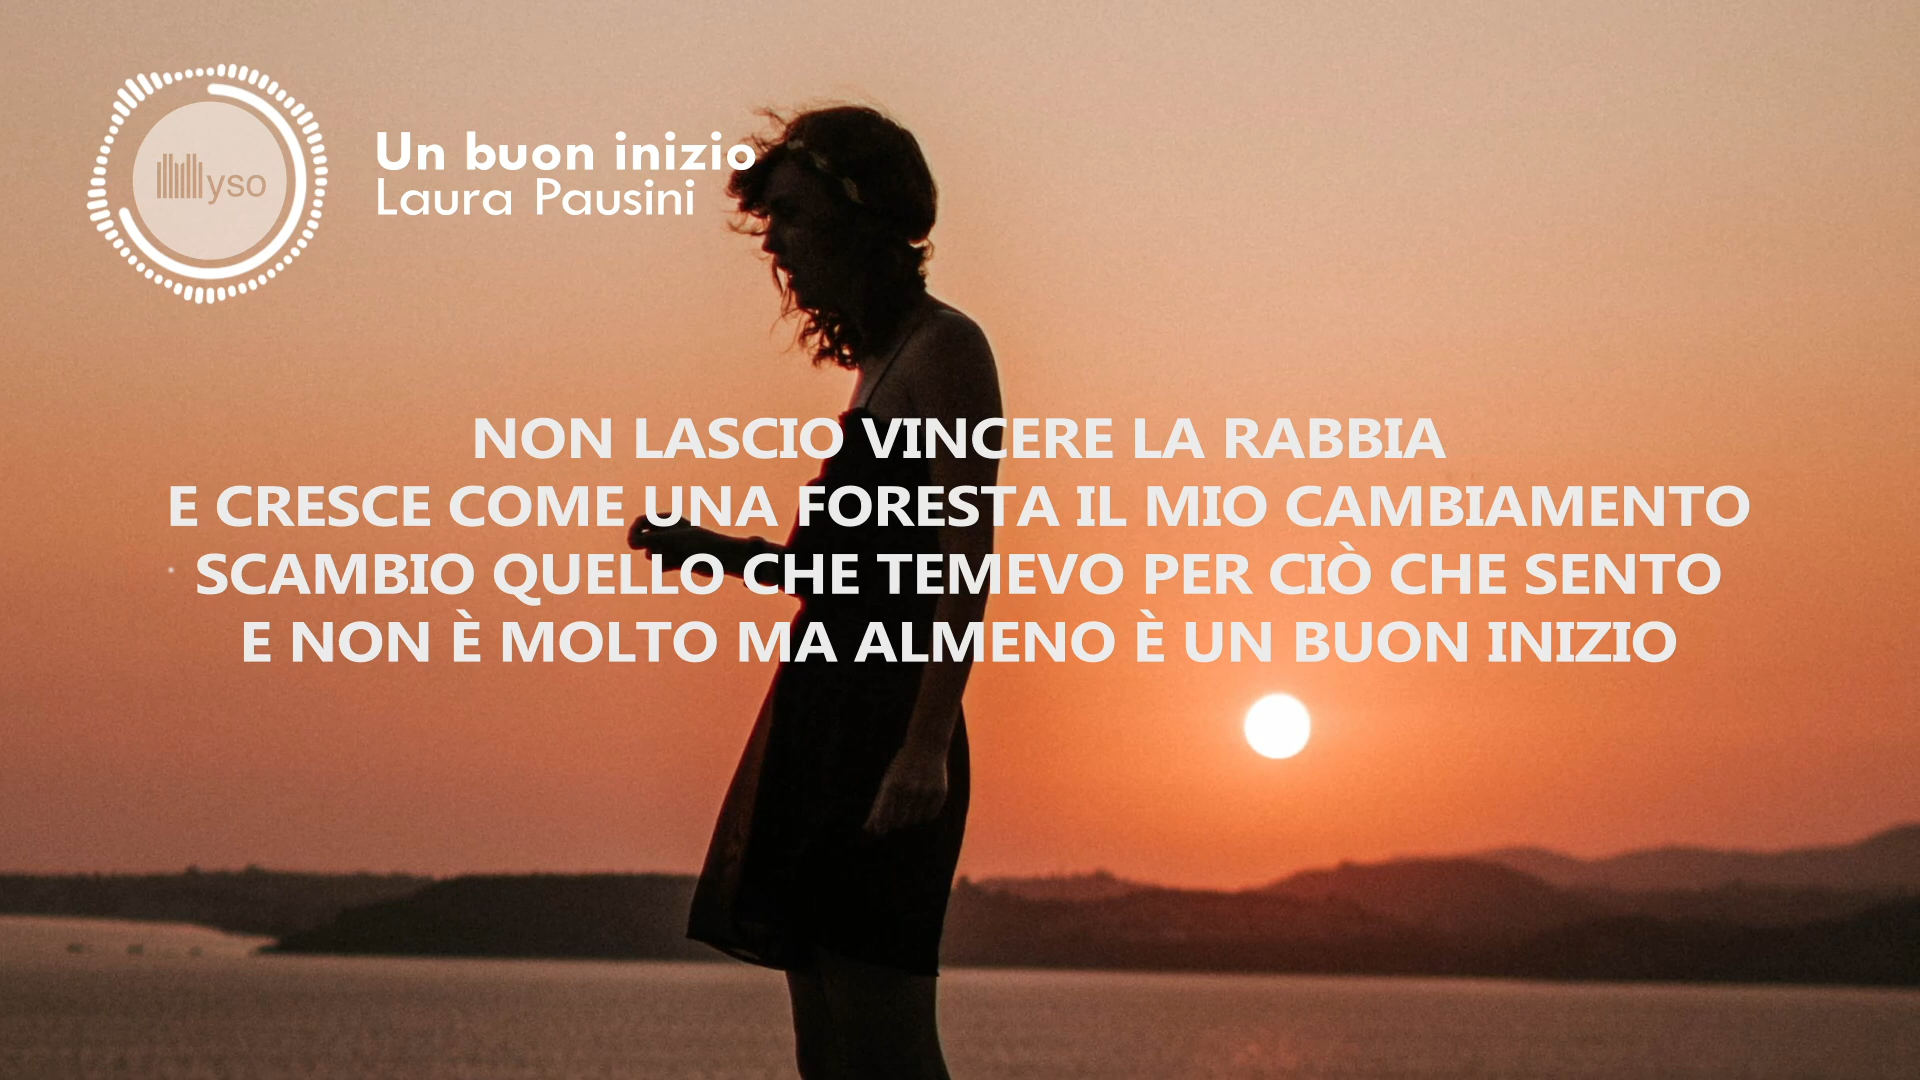 yso
Un buon inizio
Laura Pausini
NON LASCIO VINCERE LA RABBIA
E CRESCE COME UNA FORESTA IL MIO CAMBIAMENTO
SCAMBIO QUELLO CHE TEMEVO PER CIÒ CHE SENTO
E NON È MOLTO MA ALMENO È UN BUON INIZIO